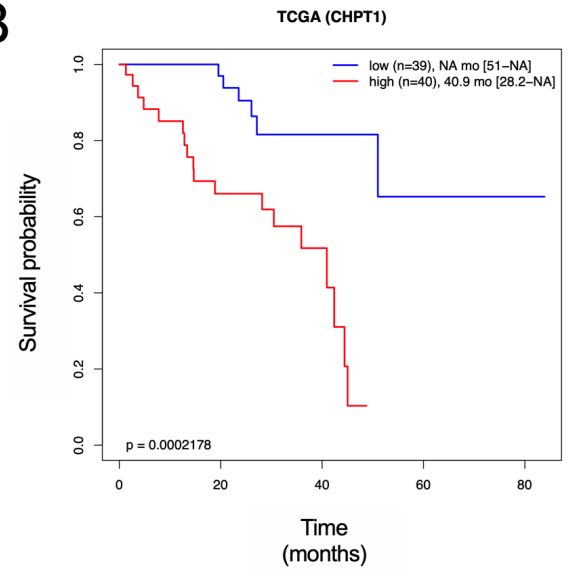 B
TCGA (CHPT1)
low (n=39), NA mo [51−NA]
high (n=40), 40.9 mo [28.2−NA]
Survival probability
1.0
0.8
0.6
0.4
0.2
0.0
p = 0.0002178
0 20 40 60 80
Time
(months)